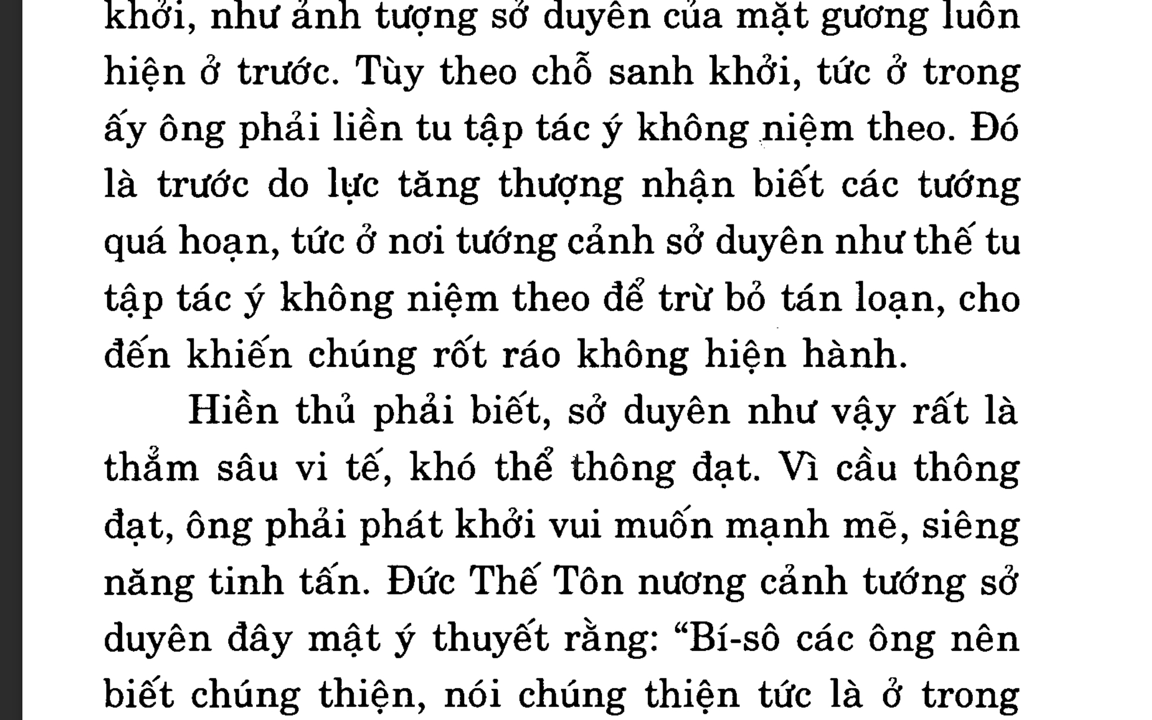 khởi, như ảnh tượng sở duyên của mặt gương luôn
hiện ở trước. Tùy theo chỗ sanh khởi, tức ở trong
ấy ông phải liền tu tập tác ý không niệm theo. Đó
là trước do lực tăng thượng nhận biết các tướng
quá hoạn, tức ở nơi tướng cảnh sở duyên như thế tu
tập tác ý không niệm theo để trừ bỏ tán loạn, cho
đến khiến chúng rốt ráo không hiện hành.
Hiền thủ phải biết, sở duyên như vậy rất là
thẳm sâu vi tế, khó thể thông đạt. Vì cầu thông
đạt, ông phải phát khởi vui muốn mạnh mẽ, siêng
năng tinh tấn. Đức Thế Tôn nương cảnh tướng sở
duyên đây mật ý thuyết rằng: “Bí-sô các ông nên
biết chúng thiện, nói chúng thiện tức là ở trong